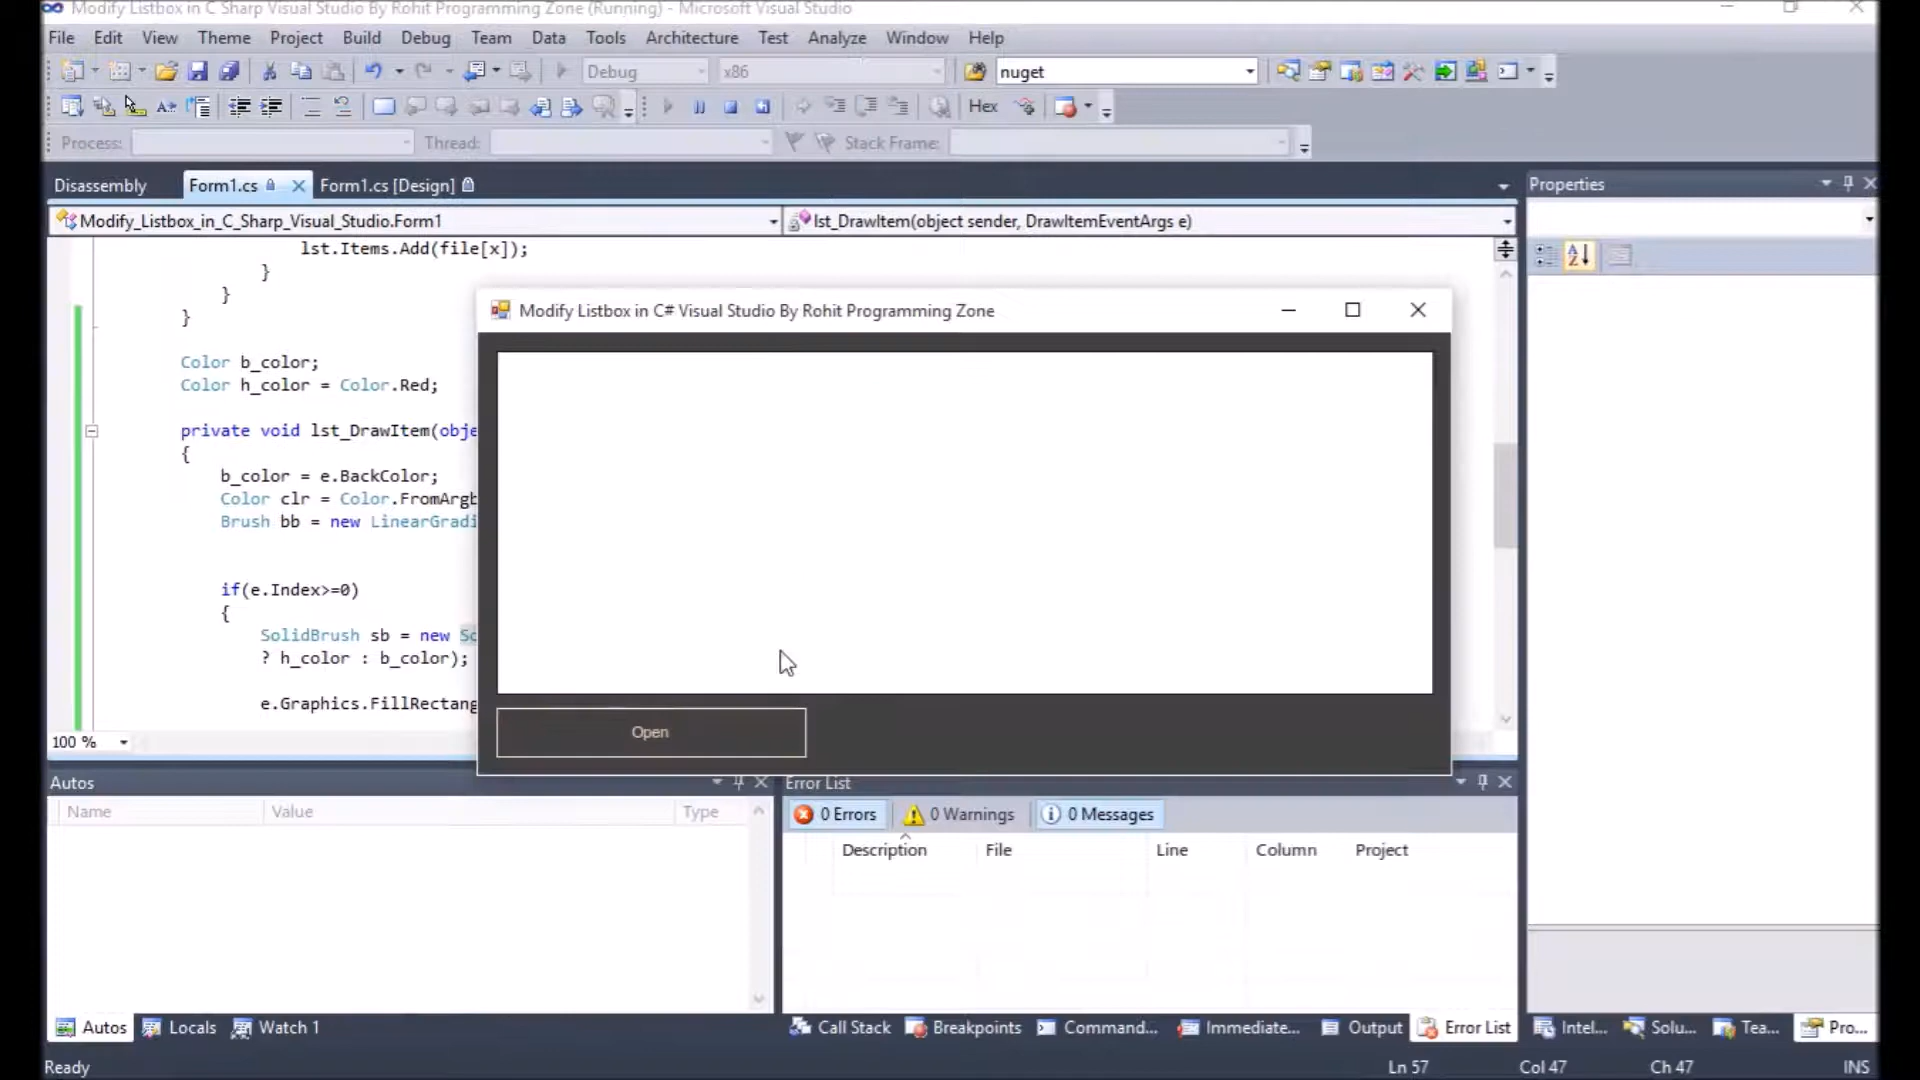 Modify Listbox in C Sharp Visual Studio By Rohit Programming Zone (Running) - Microsoft Visual Studio
File Edit View Theme Project Build Debug Team Data Tools Architecture Test Analyze Window Help
Debug x86 nuget
Hex
Process: Thread: Stack Frame:
Disassembly Form1.cs Form1.cs [Design] Properties
Modify_Listbox_in_C_Sharp_Visual_Studio.Form1 lst_DrawItem(object sender, DrawItemEventArgs e)
lst.Items.Add(file[x]);
}
}
}
Modify Listbox in C# Visual Studio By Rohit Programming Zone
Color b_color;
Color h_color = Color.Red;
private void lst_DrawItem(obje
{
b_color = e.BackColor;
Color clr = Color.FromArgb
Brush bb = new LinearGradi
if(e.Index>=0)
{
SolidBrush sb = new So
? h_color : b_color);
e.Graphics.FillRectang
Open
100 %
Autos Error List
Name Value Type
0 Errors 0 Warnings 0 Messages
Description File Line Column Project
Autos Locals Watch 1 Call Stack Breakpoints Command... Immediate... Output Error List Intel... Solu... Tea... Pro...
Ready Ln 57 Col 47 Ch 47 INS